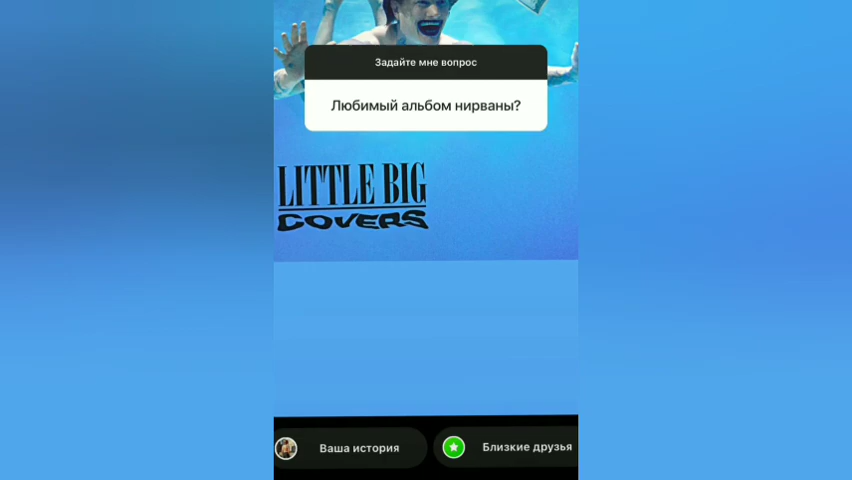 Задайте мне вопрос
Любимый альбом нирваны?
LITTLE BIG
COVERS
Ваша история
Близкие друзья